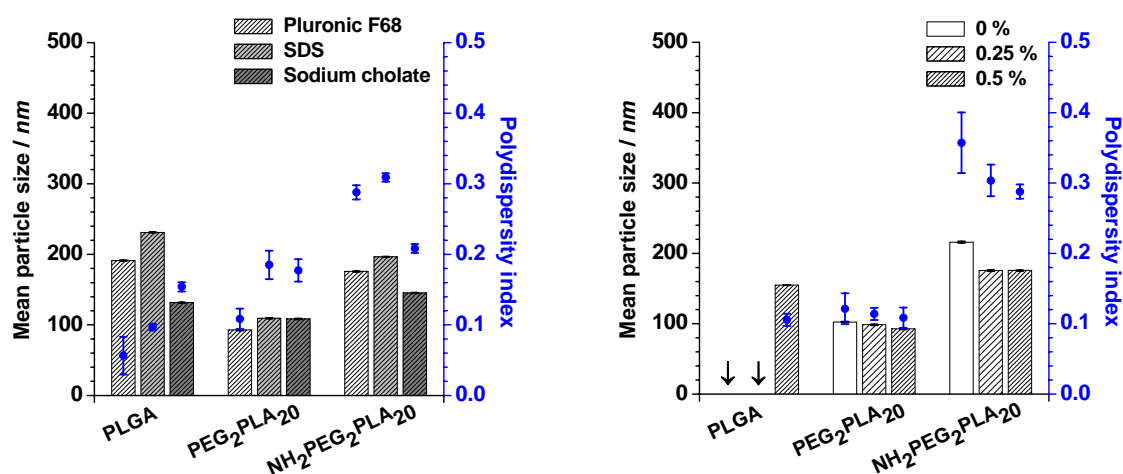 Pluronic F68
SDS
Sodium cholate
500
400
300
200
100
0
Mean particle size / nm
0.5
0.4
0.3
0.2
0.1
0.0
Polydispersity index
PLGA
PEG₂PLA₂₀
NH₂PEG₂PLA₂₀
0 %
0.25 %
0.5 %
500
400
300
200
100
0
Mean particle size / nm
0.5
0.4
0.3
0.2
0.1
0.0
Polydispersity index
PLGA
PEG₂PLA₂₀
NH₂PEG₂PLA₂₀